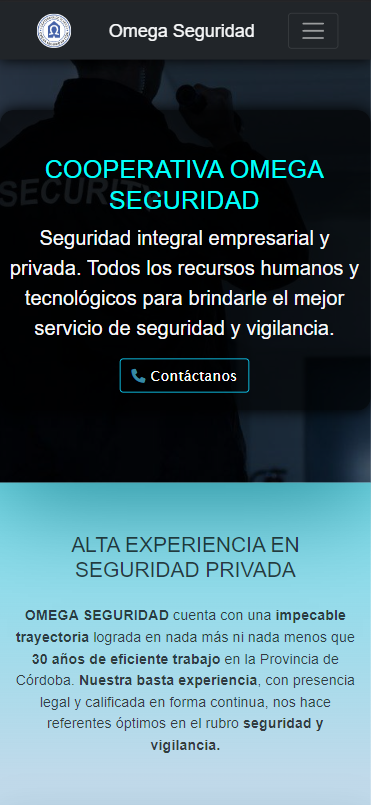 Omega Seguridad
SECURIT
COOPERATIVA OMEGA
SEGURIDAD
Seguridad integral empresarial y
privada. Todos los recursos humanos y
tecnológicos para brindarle el mejor
servicio de seguridad y vigilancia.
Contáctanos
ALTA EXPERIENCIA EN
SEGURIDAD PRIVADA
OMEGA SEGURIDAD cuenta con una impecable
trayectoria lograda en nada más ni nada menos que
30 años de eficiente trabajo en la Provincia de
Córdoba. Nuestra basta experiencia, con presencia
legal y calificada en forma continua, nos hace
referentes óptimos en el rubro seguridad y
vigilancia.